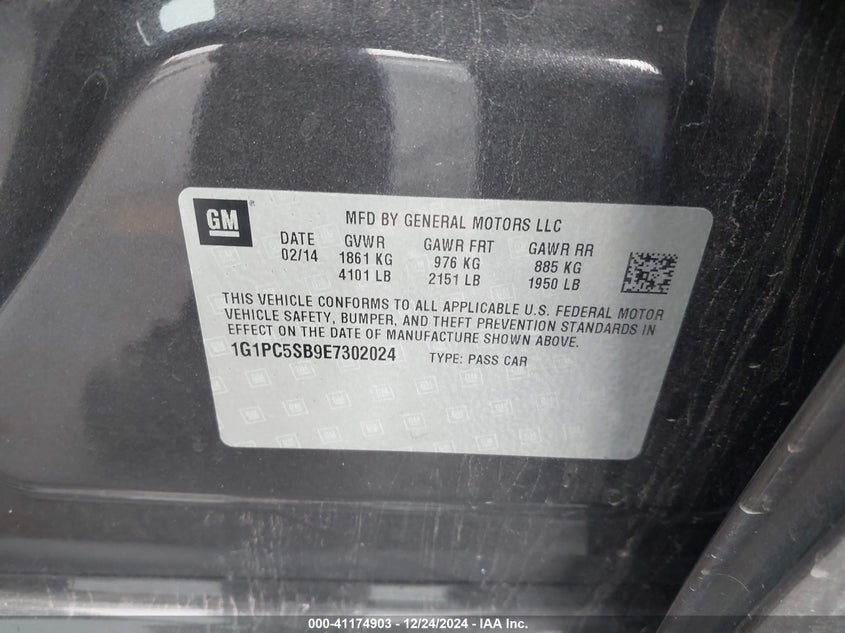 GM
MFD BY GENERAL MOTORS LLC
DATE GVWR GAWR FRT GAWR RR
02/14 1861 KG 976 KG 885 KG
4101 LB 2151 LB 1950 LB
THIS VEHICLE CONFORMS TO ALL APPLICABLE U.S. FEDERAL MOTOR
VEHICLE SAFETY, BUMPER, AND THEFT PREVENTION STANDARDS IN
EFFECT ON THE DATE OF MANUFACTURE SHOWN ABOVE.
1G1PC5SB9E7302024 TYPE: PASS CAR
000-41174903 - 12/24/2024 - IAA Inc.